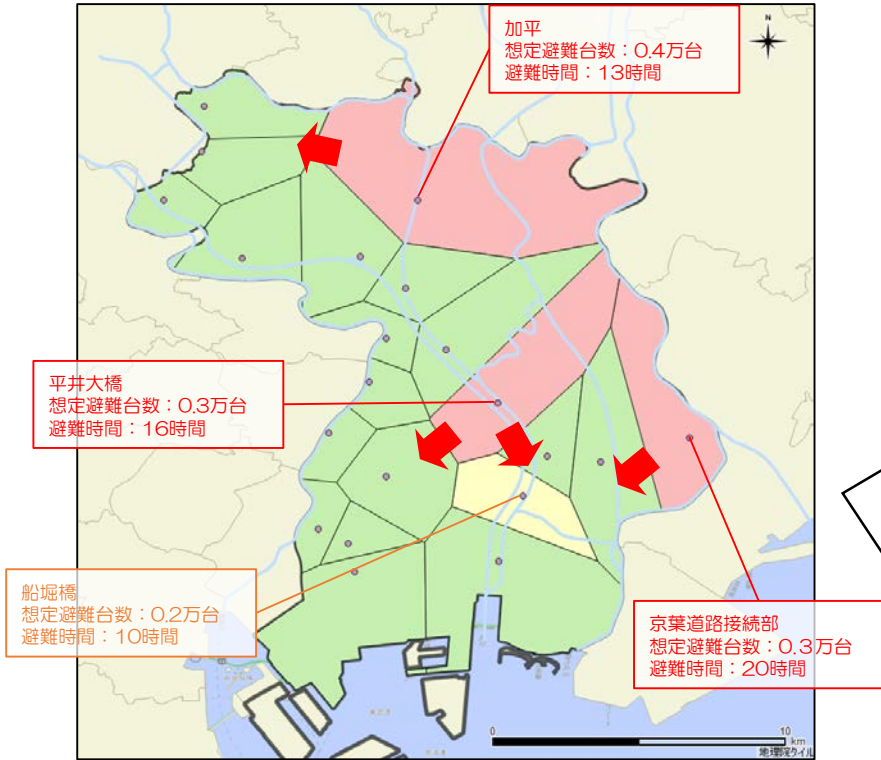 加平
想定避難台数：0.4万台
避難時間：13時間
N
平井大橋
想定避難台数：0.3万台
避難時間：16時間
船堀橋
想定避難台数：0.2万台
避難時間：10時間
京葉道路接続部
想定避難台数：0.3万台
避難時間：20時間
0 10
km
地理院タイル